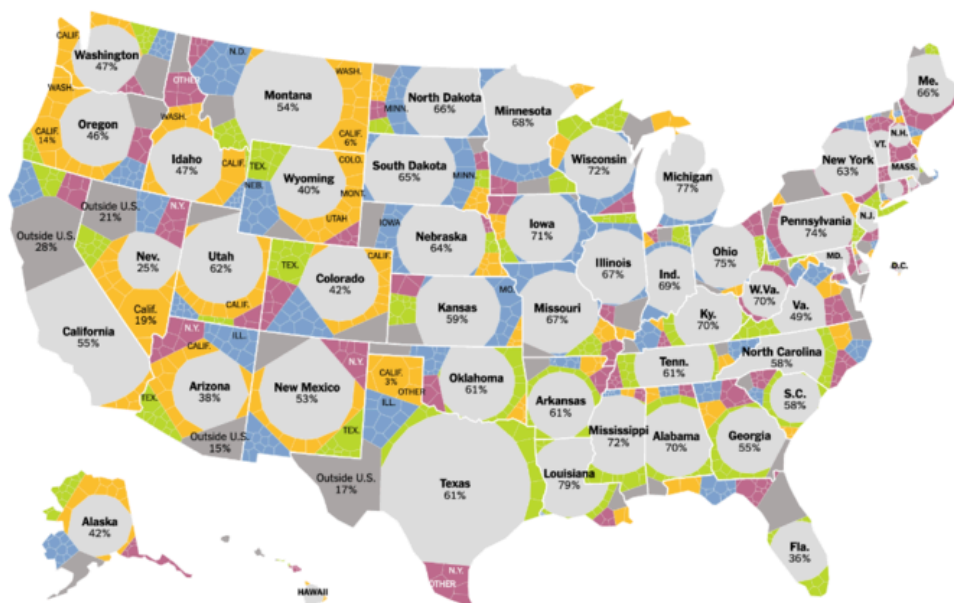 CALIF.
Washington
47%
N.D.
OTHER
WASH.
Montana
54%
WASH.
CALIF.
6%
North Dakota
66%
MINN.
Minnesota
68%
Me.
66%
WASH.
Oregon
46%
CALIF.
14%
Idaho
47%
CALIF.
TEX.
NEB.
Wyoming
40%
COLO.
MONT.
UTAH
South Dakota
65%
MINN.
Wisconsin
72%
Michigan
77%
New York
63%
VT.
N.H.
MASS.
Outside U.S.
21%
Outside U.S.
28%
N.Y.
Nev.
25%
Utah
62%
CALIF.
TEX.
Colorado
42%
CALIF.
IOWA
Nebraska
64%
Iowa
71%
Illinois
67%
Ind.
69%
Ohio
75%
Pennsylvania
74%
N.J.
MD.
D.C.
W.Va.
70%
Va.
49%
California
55%
Calif.
19%
Kansas
59%
MO.
Missouri
67%
Ky.
70%
N.Y.
CALIF.
ILL.
Arizona
38%
TEX.
Outside U.S.
15%
New Mexico
53%
N.Y.
TEX.
CALIF.
3%
OTHER
ILL.
Oklahoma
61%
Arkansas
61%
Tenn.
61%
North Carolina
58%
S.C.
58%
Mississippi
72%
Alabama
70%
Georgia
55%
Outside U.S.
17%
Texas
61%
Louisiana
79%
Fla.
36%
Alaska
42%
HAWAII
N.Y.
OTHER